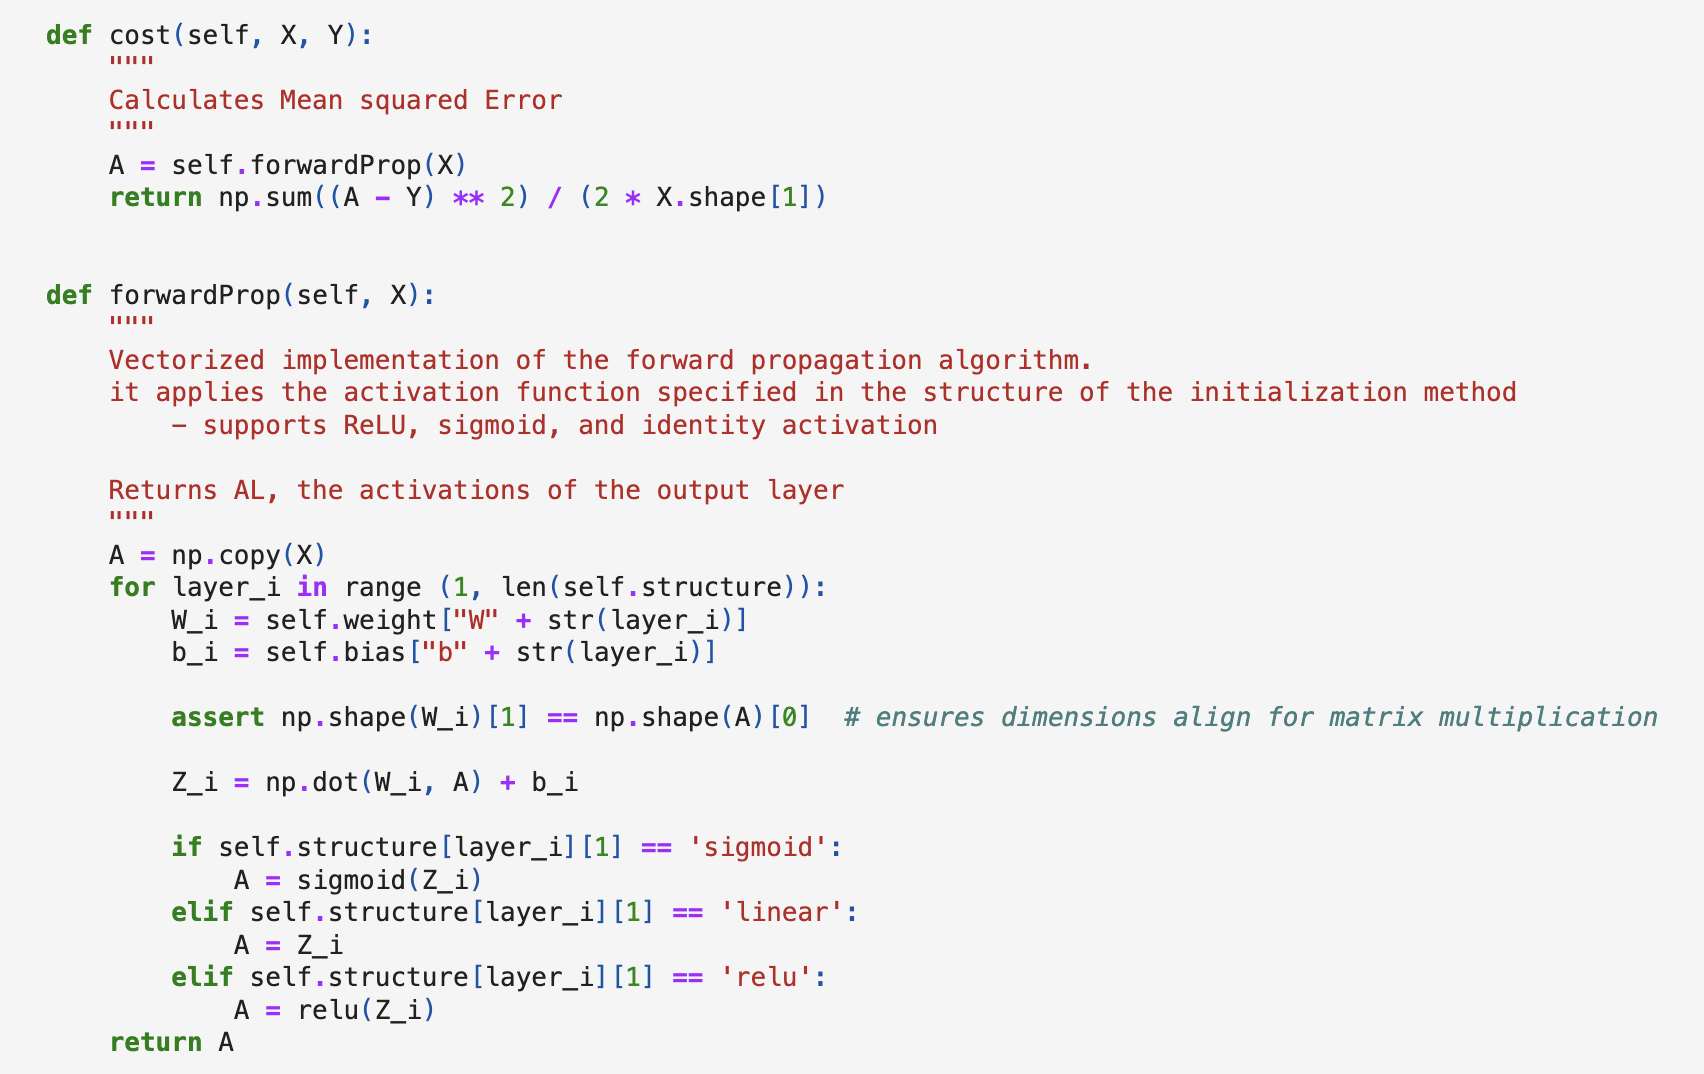 def cost(self, X, Y):
    """
    Calculates Mean squared Error
    """
    A = self.forwardProp(X)
    return np.sum((A - Y) ** 2) / (2 * X.shape[1])
def forwardProp(self, X):
    """
    Vectorized implementation of the forward propagation algorithm.
    it applies the activation function specified in the structure of the initialization method
        - supports ReLU, sigmoid, and identity activation
    Returns AL, the activations of the output layer
    """
    A = np.copy(X)
    for layer_i in range (1, len(self.structure)):
        W_i = self.weight["W" + str(layer_i)]
        b_i = self.bias["b" + str(layer_i)]
        assert np.shape(W_i)[1] == np.shape(A)[0]  # ensures dimensions align for matrix multiplication
        Z_i = np.dot(W_i, A) + b_i
        if self.structure[layer_i][1] == 'sigmoid':
            A = sigmoid(Z_i)
        elif self.structure[layer_i][1] == 'linear':
            A = Z_i
        elif self.structure[layer_i][1] == 'relu':
            A = relu(Z_i)
    return A